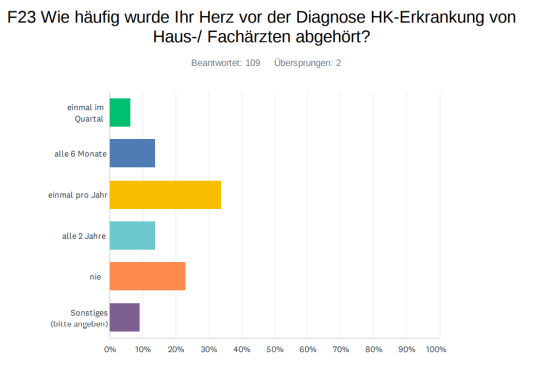 F23 Wie häufig wurde Ihr Herz vor der Diagnose HK-Erkrankung von
Haus-/ Fachärzten abgehört?
Beantwortet: 109 Übersprungen: 2
einmal im
Quartal
alle 6 Monate
einmal pro Jahr
alle 2 Jahre
nie
Sonstiges
(bitte angeben)
0% 10% 20% 30% 40% 50% 60% 70% 80% 90% 100%